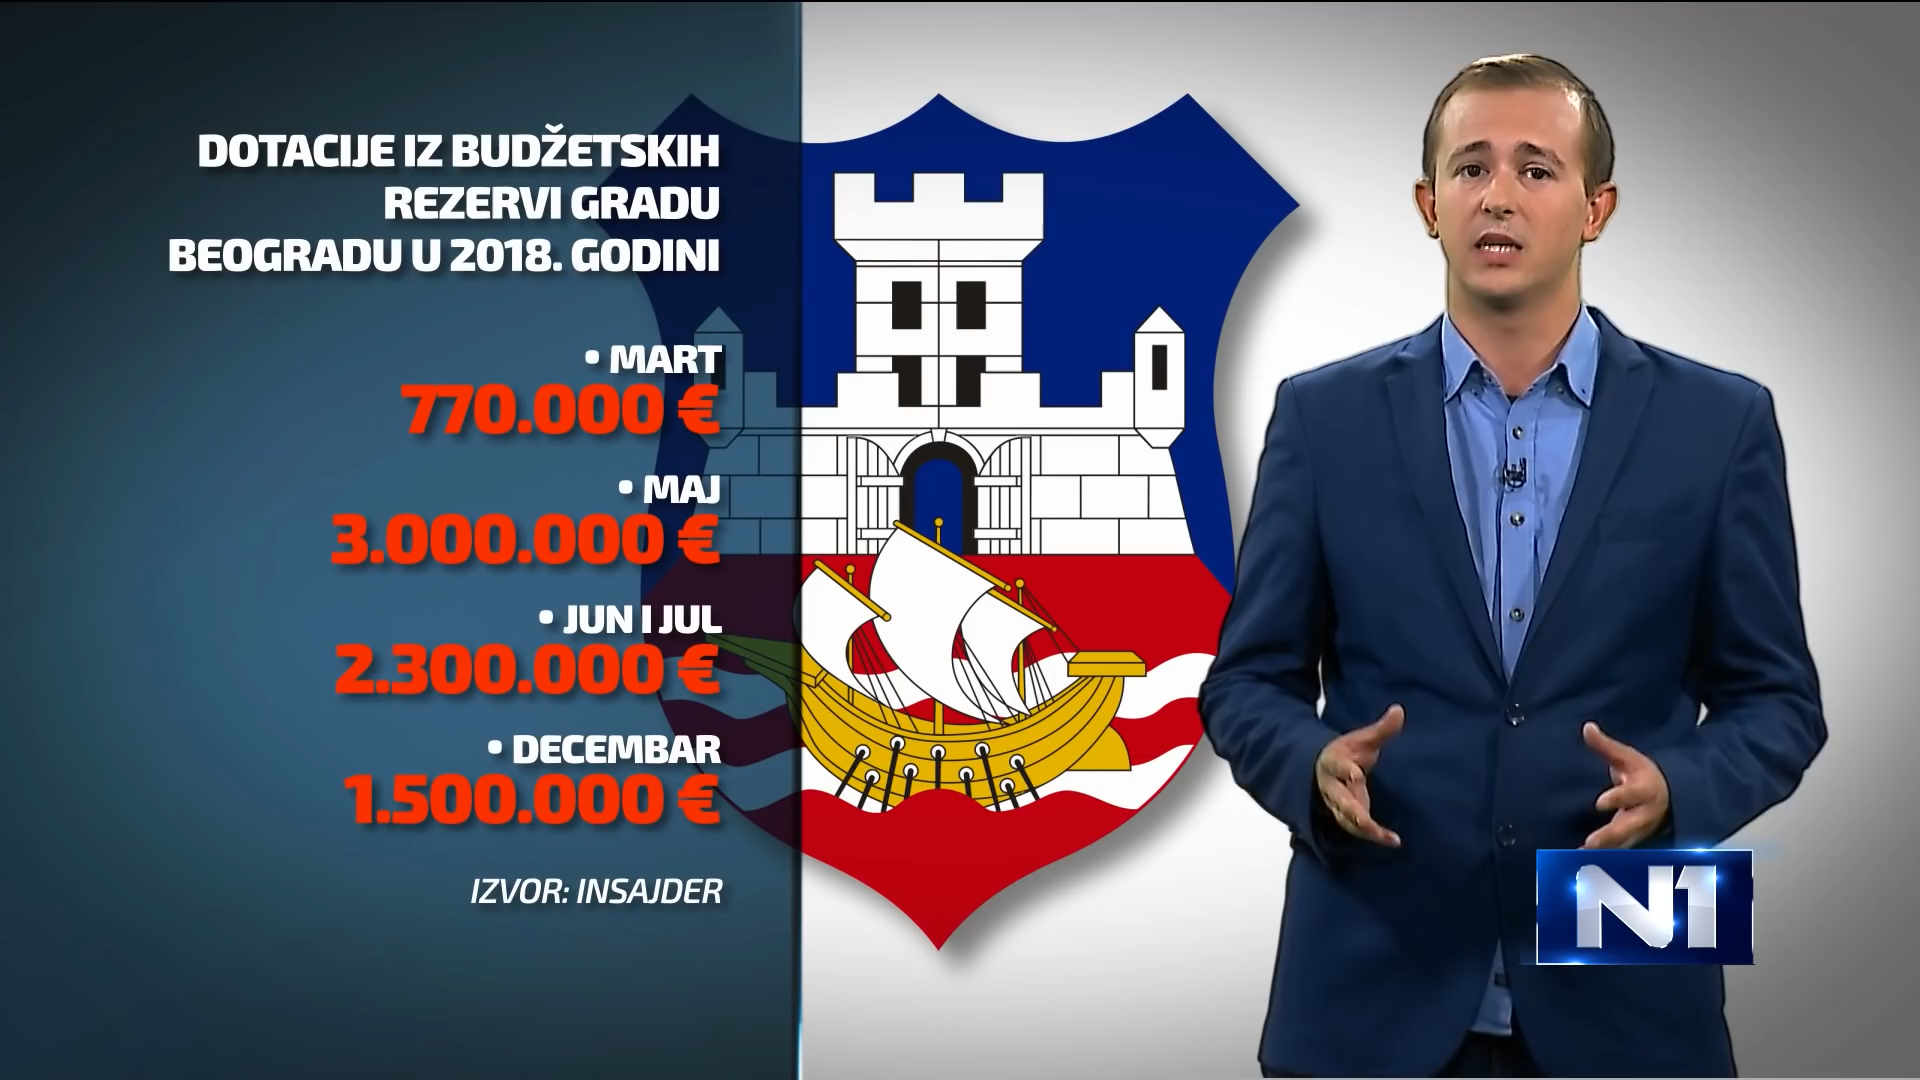 DOTACIJE IZ BUDŽETSKIH
REZERVI GRADU
BEOGRADU U 2018. GODINI
• MART
770.000 €
• MAJ
3.000.000 €
• JUN I JUL
2.300.000 €
• DECEMBAR
1.500.000 €
IZVOR: INSAJDER
N1